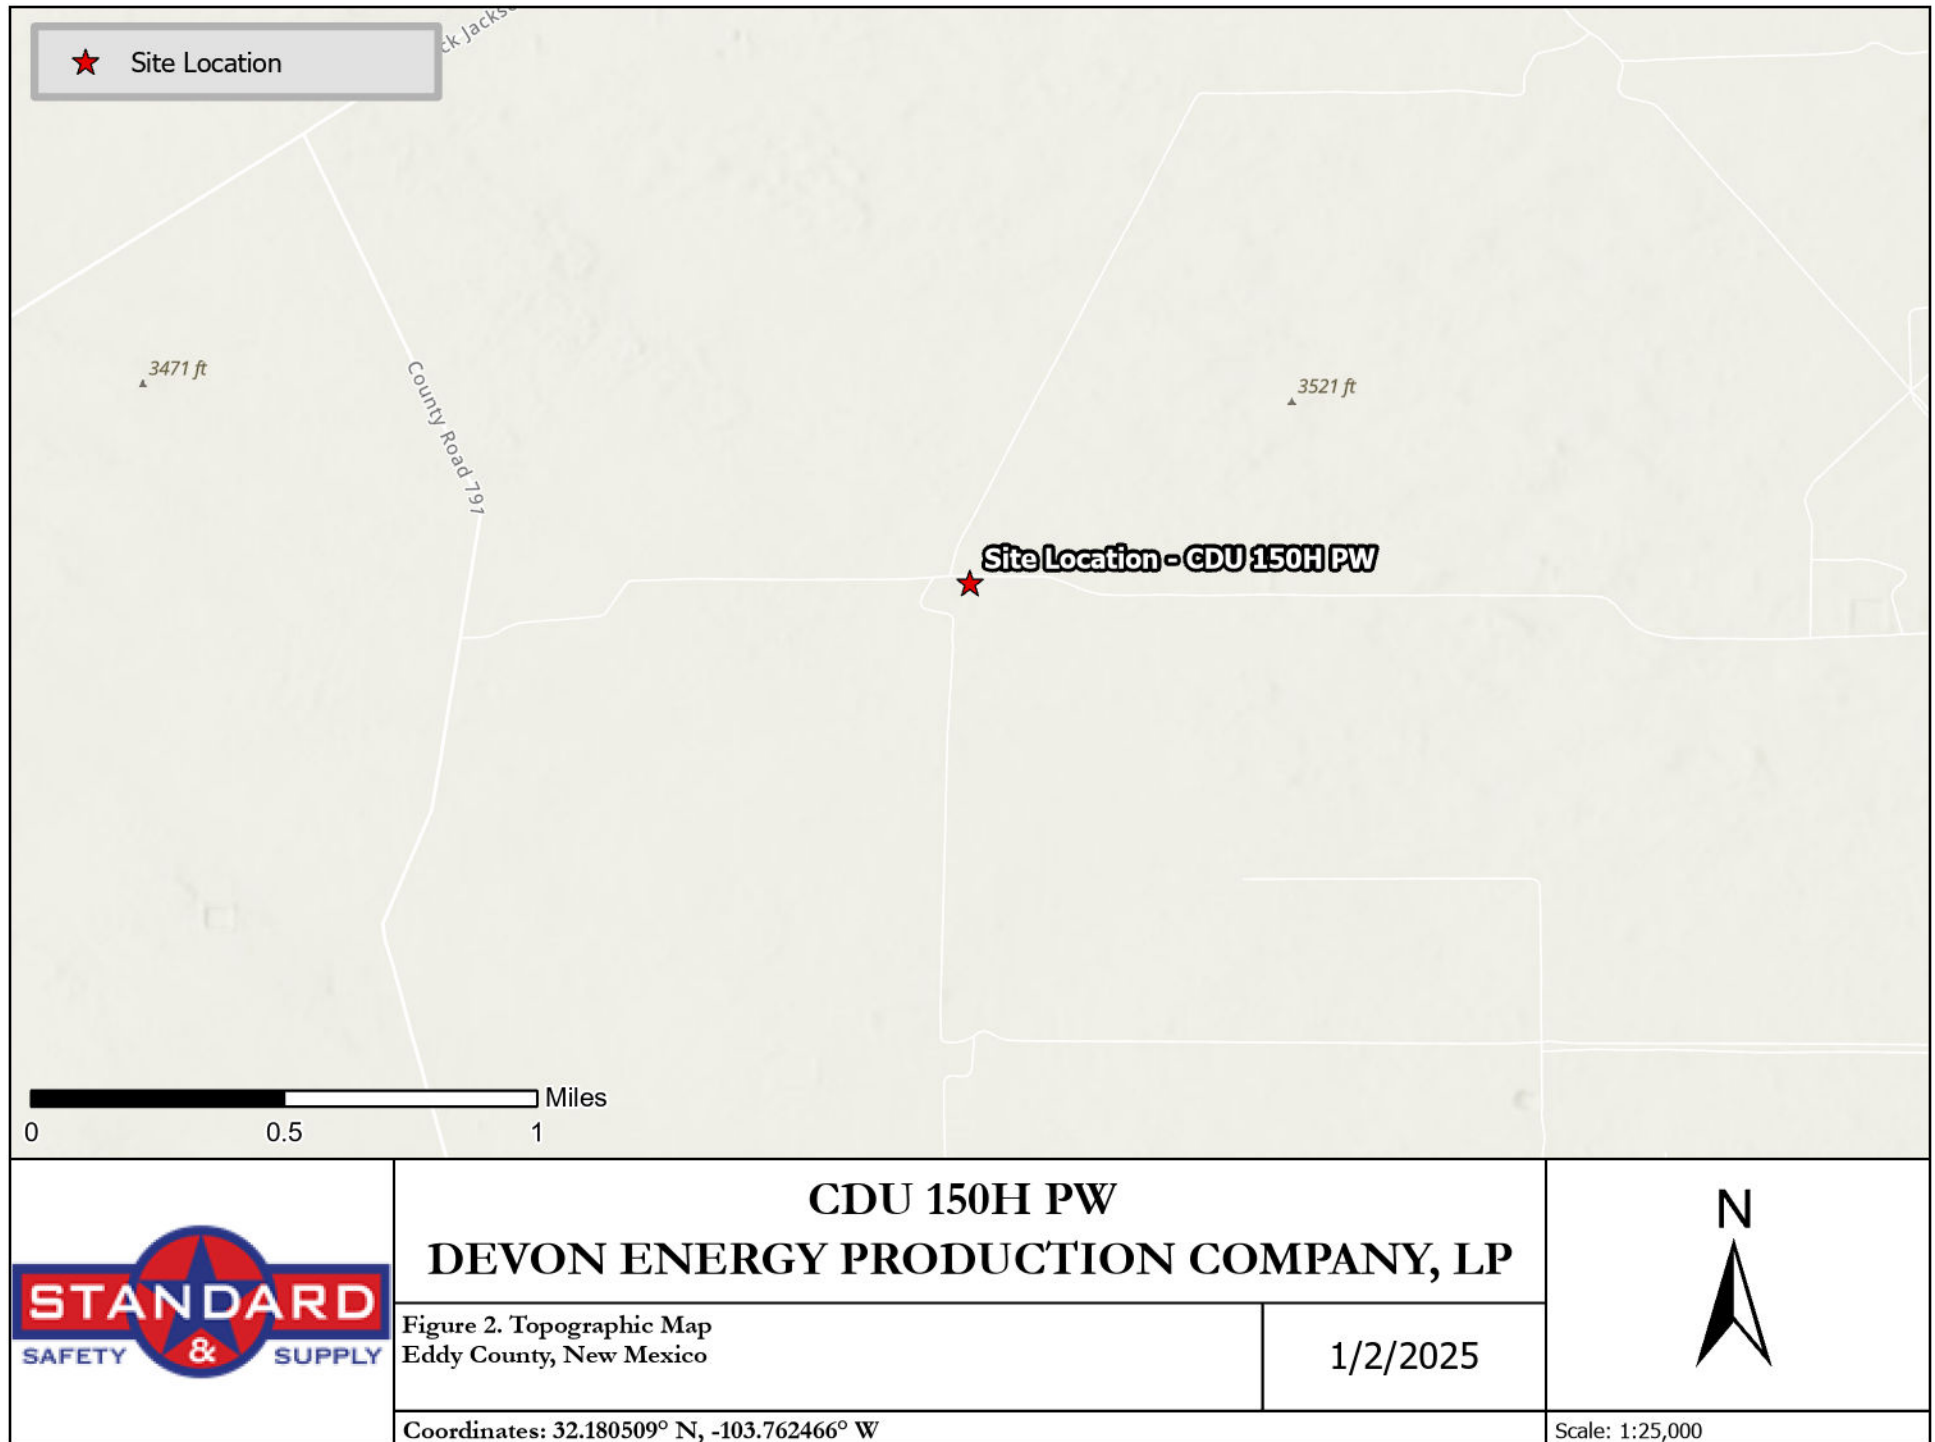 ck Jackso
Site Location
3471 ft
County Road 791
3521 ft
Site Location - CDU 150H PW
Miles
0 0.5 1
CDU 150H PW
DEVON ENERGY PRODUCTION COMPANY, LP
N
STANDARD
SAFETY & SUPPLY
Figure 2. Topographic Map
Eddy County, New Mexico
1/2/2025
Coordinates: 32.180509° N, -103.762466° W
Scale: 1:25,000